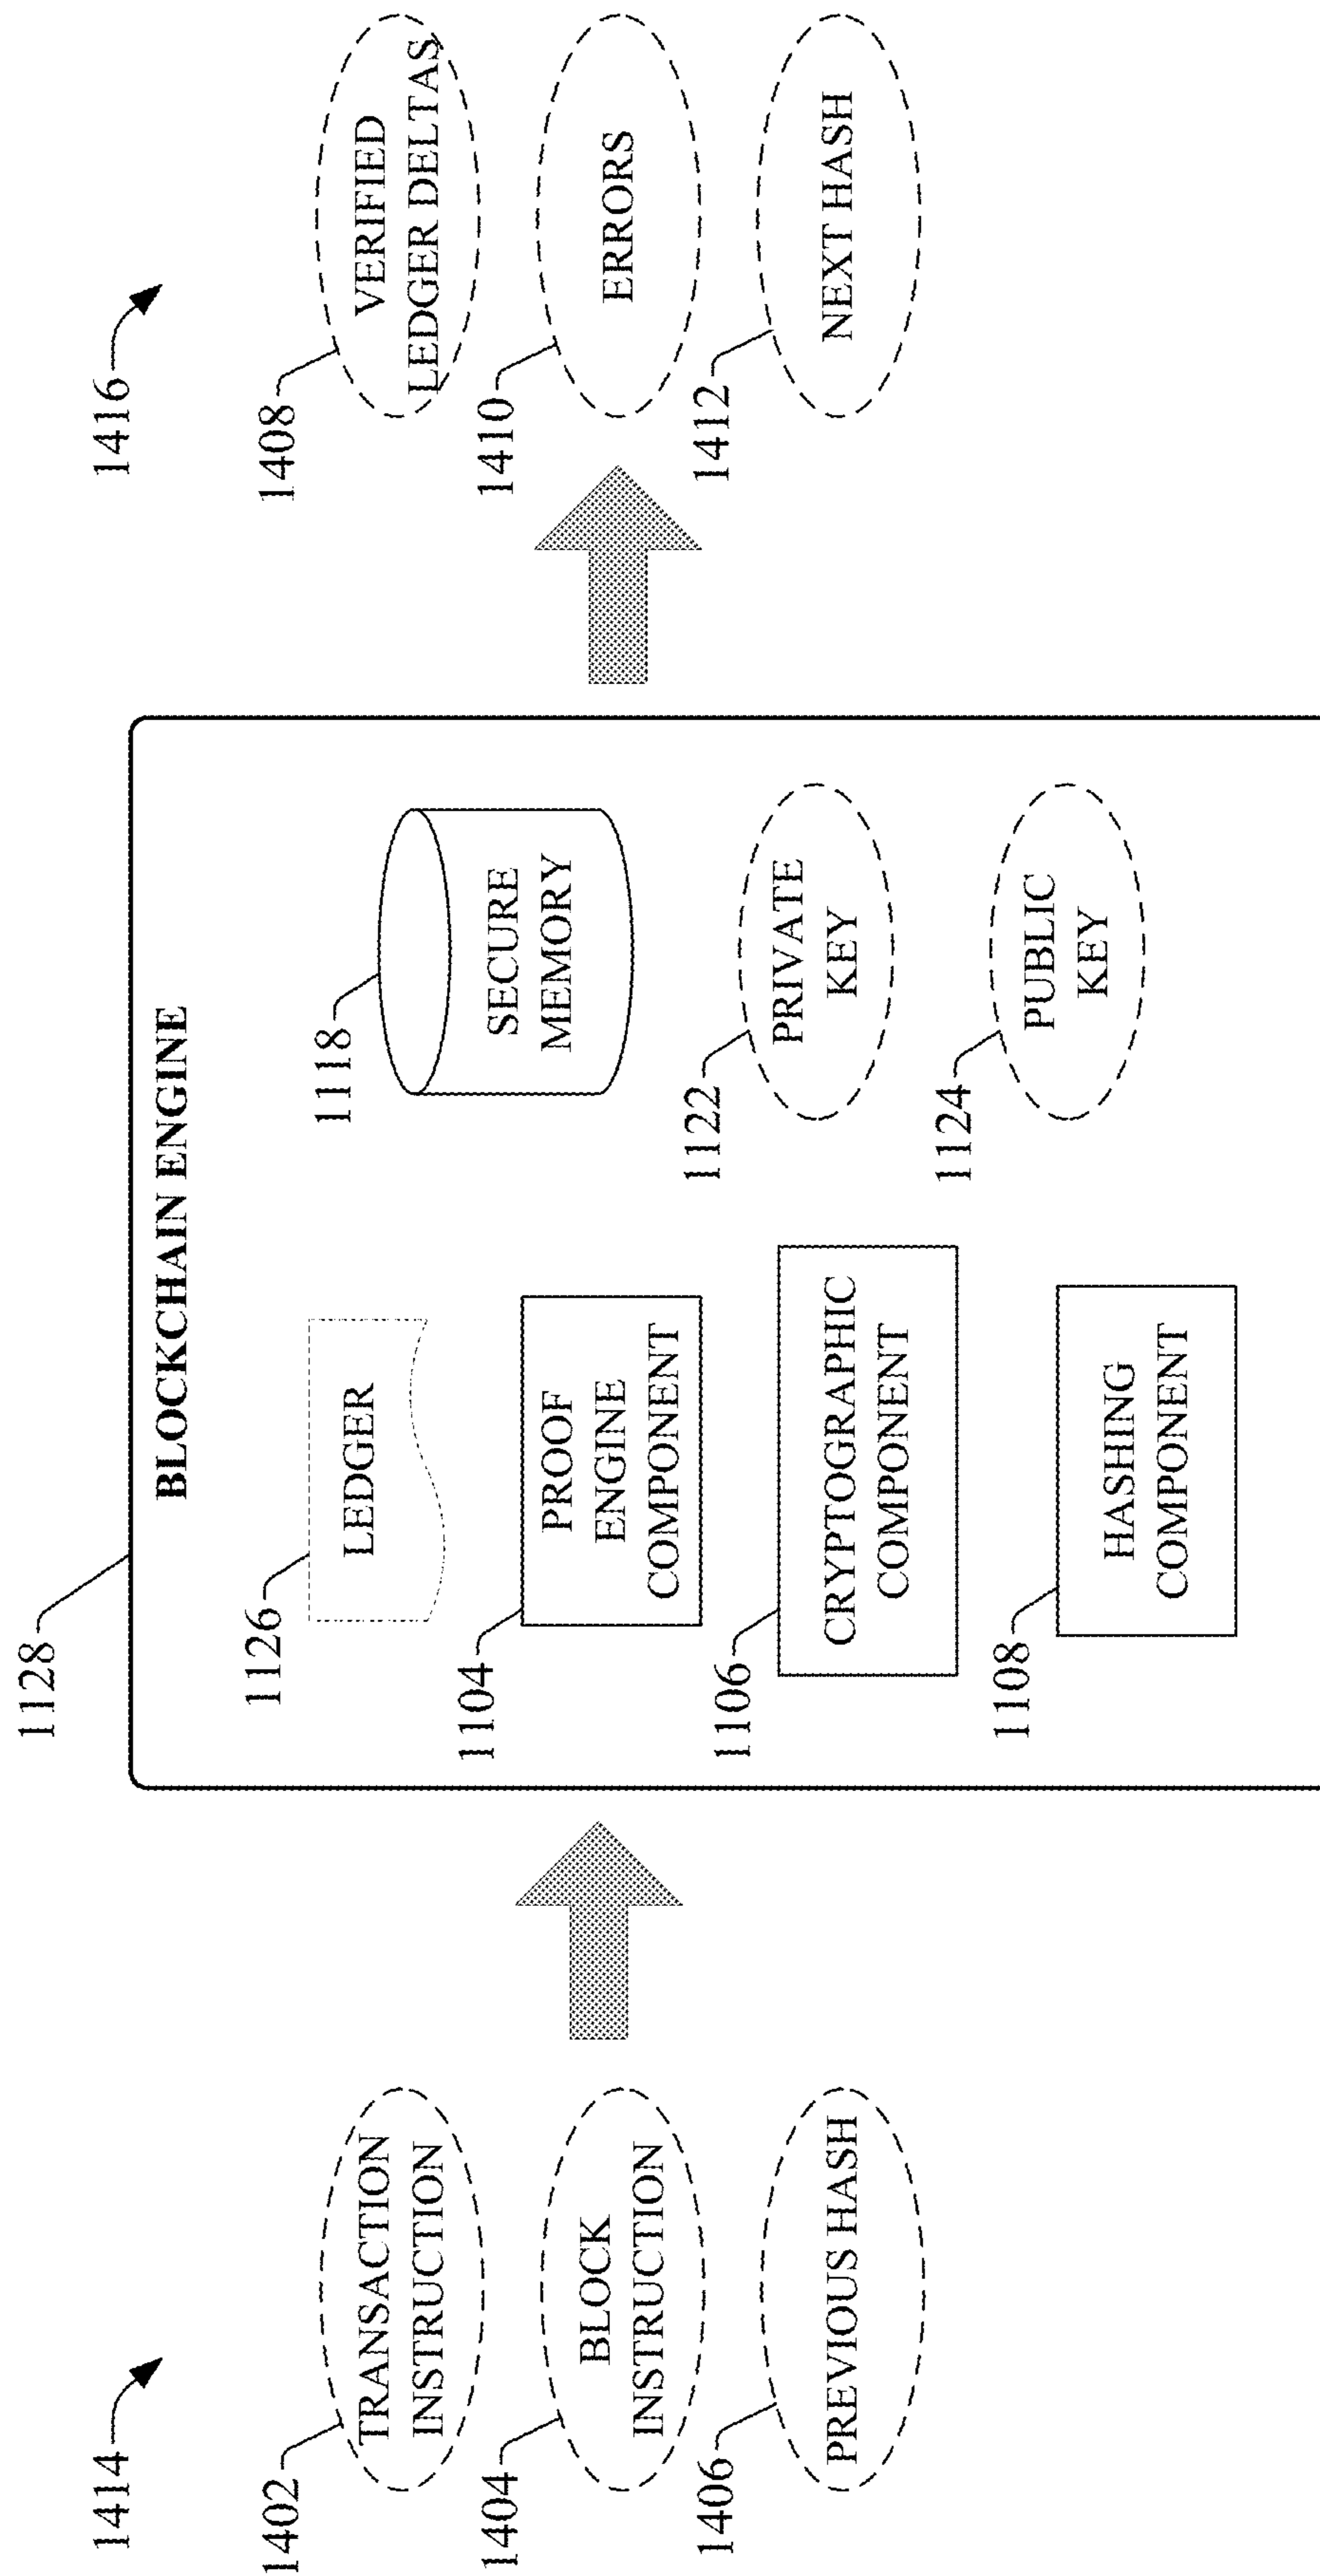 1414
1402
TRANSACTION
INSTRUCTION
1404
BLOCK
INSTRUCTION
1406
PREVIOUS HASH
1128
BLOCKCHAIN ENGINE
1126
LEDGER
1104
PROOF
ENGINE
COMPONENT
1106
CRYPTOGRAPHIC
COMPONENT
1108
HASHING
COMPONENT
1118
SECURE
MEMORY
1122
PRIVATE
KEY
1124
PUBLIC
KEY
1416
1408
VERIFIED
LEDGER DELTAS
1410
ERRORS
1412
NEXT HASH